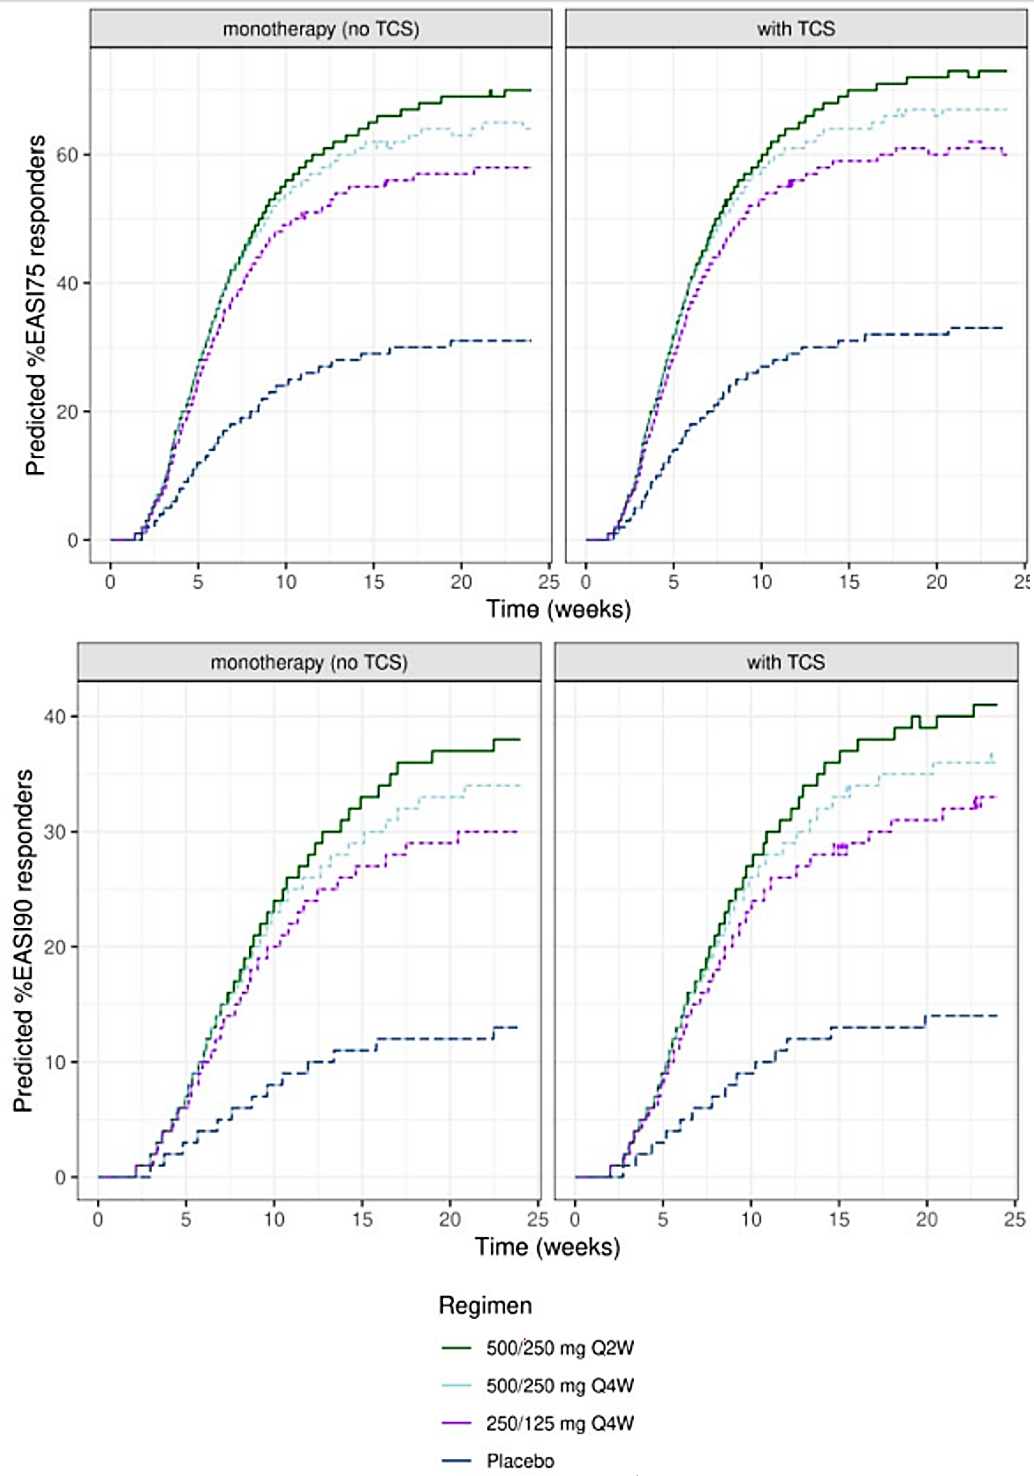 monotherapy (no TCS)
with TCS
Predicted %EASI75 responders
60
40
20
0
0 5 10 15 20 25 0 5 10 15 20 25
Time (weeks)
monotherapy (no TCS)
with TCS
Predicted %EASI90 responders
40
30
20
10
0
0 5 10 15 20 25 0 5 10 15 20 25
Time (weeks)
Regimen
500/250 mg Q2W
500/250 mg Q4W
250/125 mg Q4W
Placebo